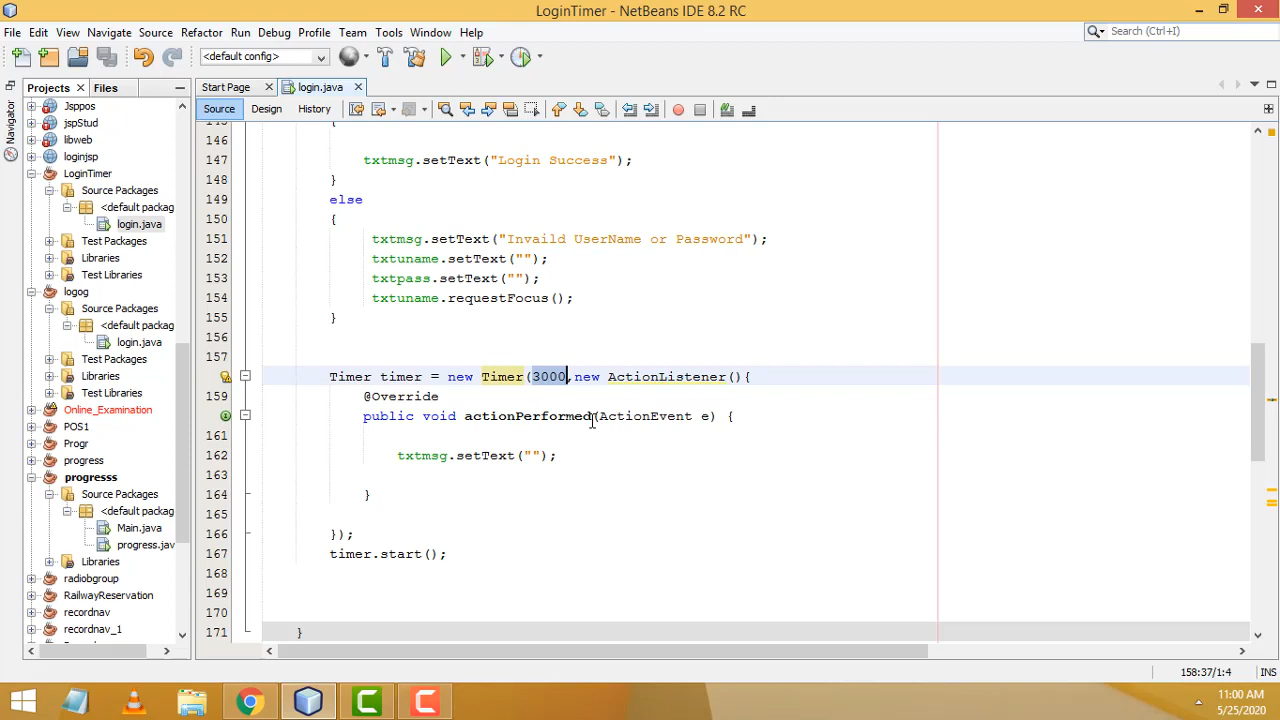 LoginTimer - NetBeans IDE 8.2 RC
File Edit View Navigate Source Refactor Run Debug Profile Team Tools Window Help
Search (Ctrl+I)
<default config>
Projects Files
Start Page login.java
Source Design History
Navigator
Jsppos
jspStud
libweb
loginjsp
LoginTimer
Source Packages
<default packag
login.java
Test Packages
Libraries
Test Libraries
logog
Source Packages
<default packag
login.java
Test Packages
Libraries
Test Libraries
Online_Examination
POS1
Progr
progress
progresss
Source Packages
<default packag
Main.java
progress.jav
Libraries
radiobgroup
RailwayReservation
recordnav
recordnav_1
145 {
146
147 txtmsg.setText("Login Success");
148 }
149 else
150 {
151 txtmsg.setText("Invaild UserName or Password");
152 txtuname.setText("");
153 txtpass.setText("");
154 txtuname.requestFocus();
155 }
156
157
Timer timer = new Timer(3000,new ActionListener(){
159 @Override
public void actionPerformed(ActionEvent e) {
161
162 txtmsg.setText("");
163
164 }
165
166 });
167 timer.start();
168
169
170
171 }
158:37/1:4 INS
11:00 AM
5/25/2020